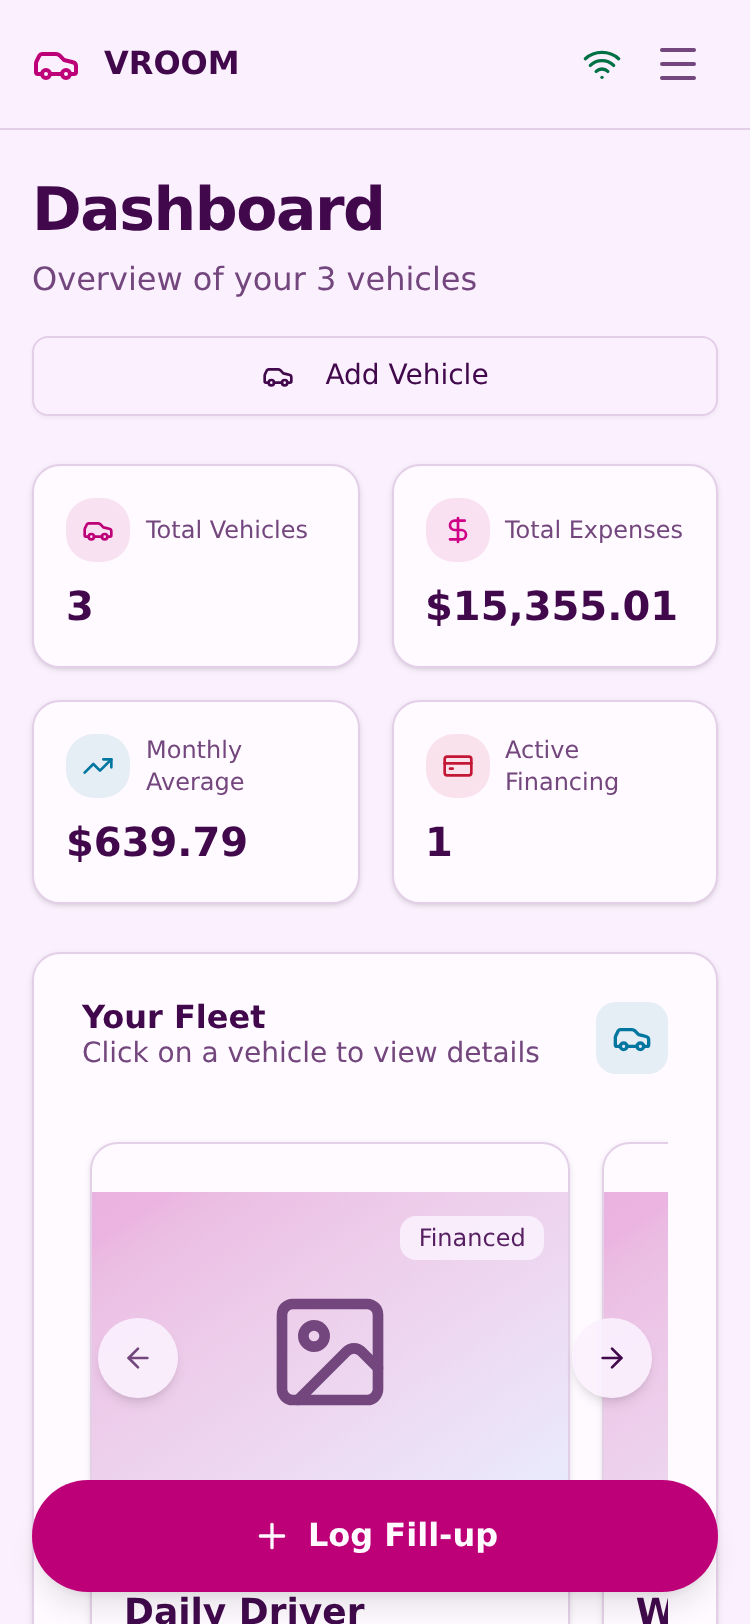 VROOM
Dashboard
Overview of your 3 vehicles
Add Vehicle
Total Vehicles
3
Total Expenses
$15,355.01
Monthly
Average
$639.79
Active
Financing
1
Your Fleet
Click on a vehicle to view details
Financed
Log Fill-up
Daily Driver
W